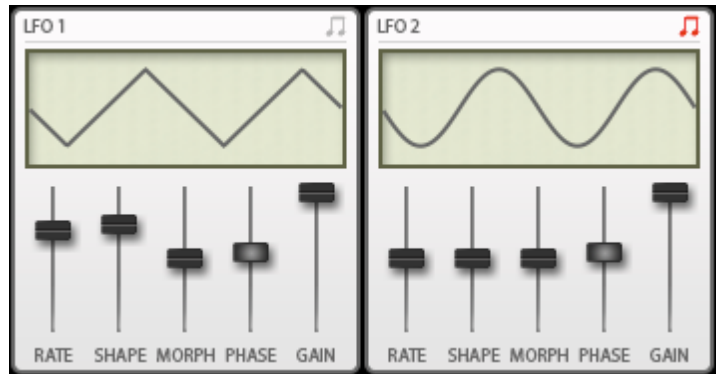 LFO 1
RATE SHAPE MORPH PHASE GAIN
LFO 2
RATE SHAPE MORPH PHASE GAIN